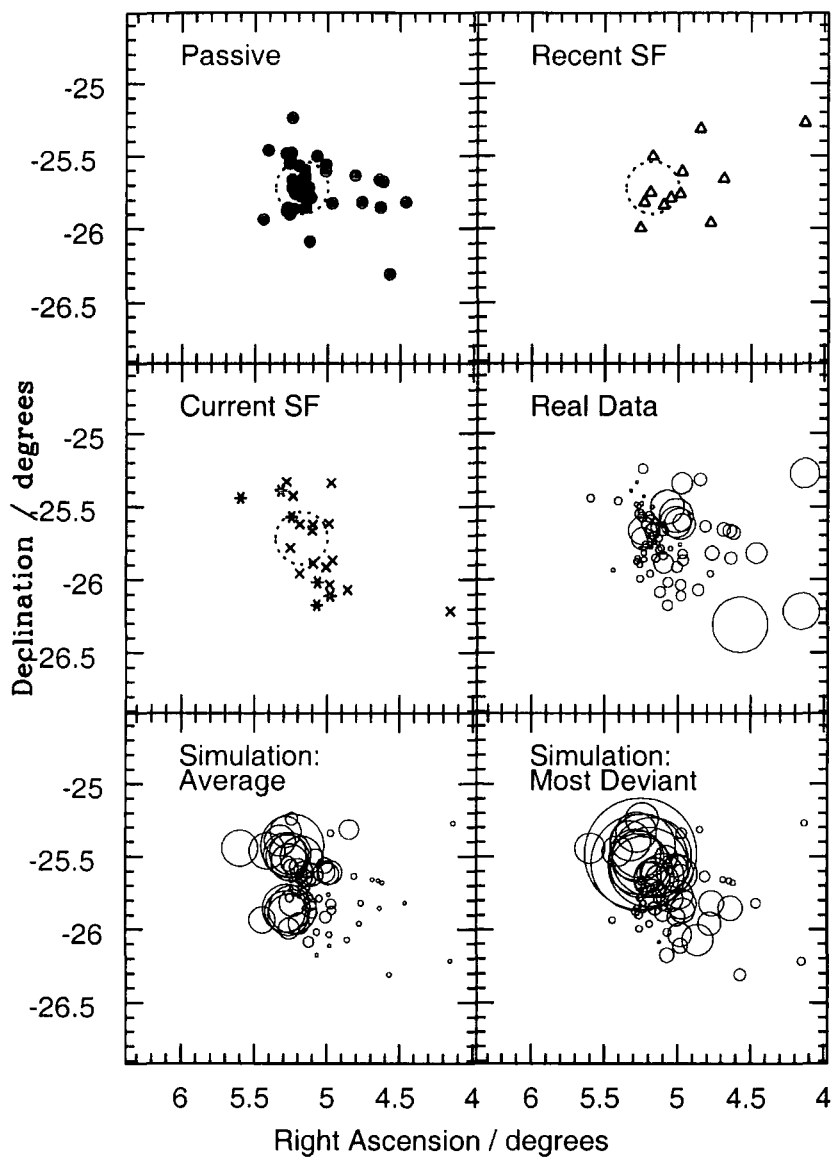 Passive
Recent SF
-25
-25.5
-26
-26.5
Current SF
Real Data
-25
-25.5
-26
-26.5
Simulation:
Average
Simulation:
Most Deviant
-25
-25.5
-26
-26.5
6 5.5 5 4.5 4 6 5.5 5 4.5 4
Declination / degrees
Right Ascension / degrees